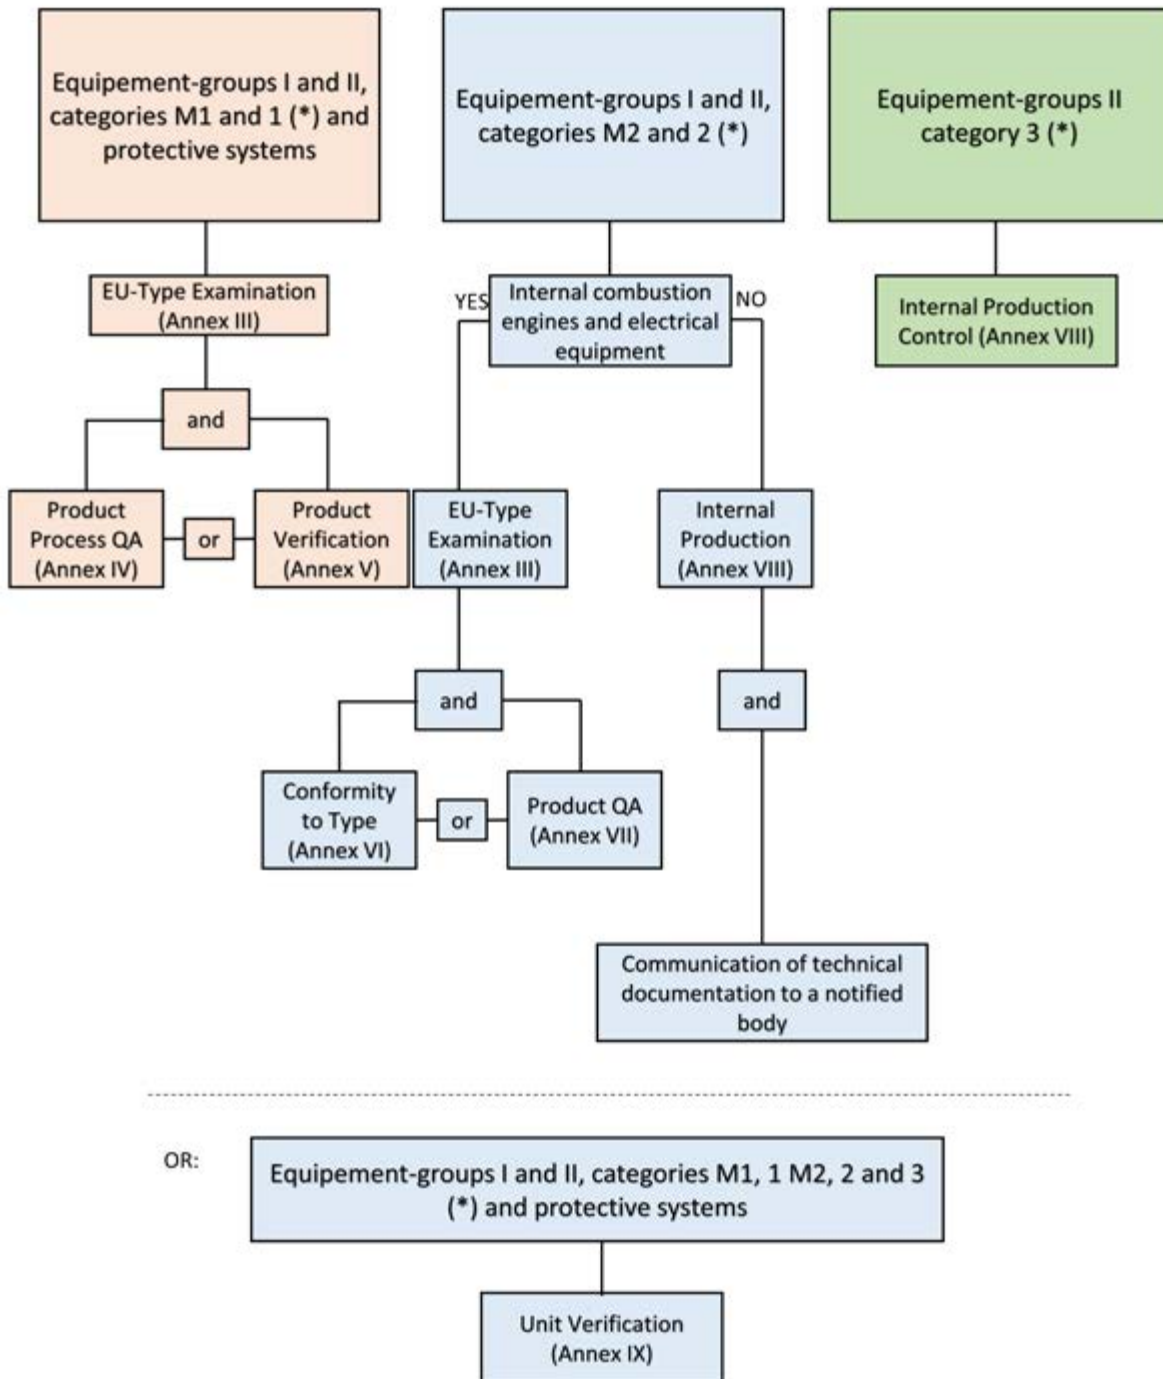 Equipement-groups I and II,
categories M1 and 1 (*) and
protective systems
Equipement-groups I and II,
categories M2 and 2 (*)
Equipement-groups II
category 3 (*)
EU-Type Examination
(Annex III)
YES
Internal combustion
engines and electrical
equipment
NO
Internal Production
Control (Annex VIII)
and
Product
Process QA
(Annex IV)
or
Product
Verification
(Annex V)
EU-Type
Examination
(Annex III)
Internal
Production
(Annex VIII)
and
and
Conformity
to Type
(Annex VI)
or
Product QA
(Annex VII)
Communication of technical
documentation to a notified
body
OR:
Equipement-groups I and II, categories M1, 1 M2, 2 and 3
(*) and protective systems
Unit Verification
(Annex IX)